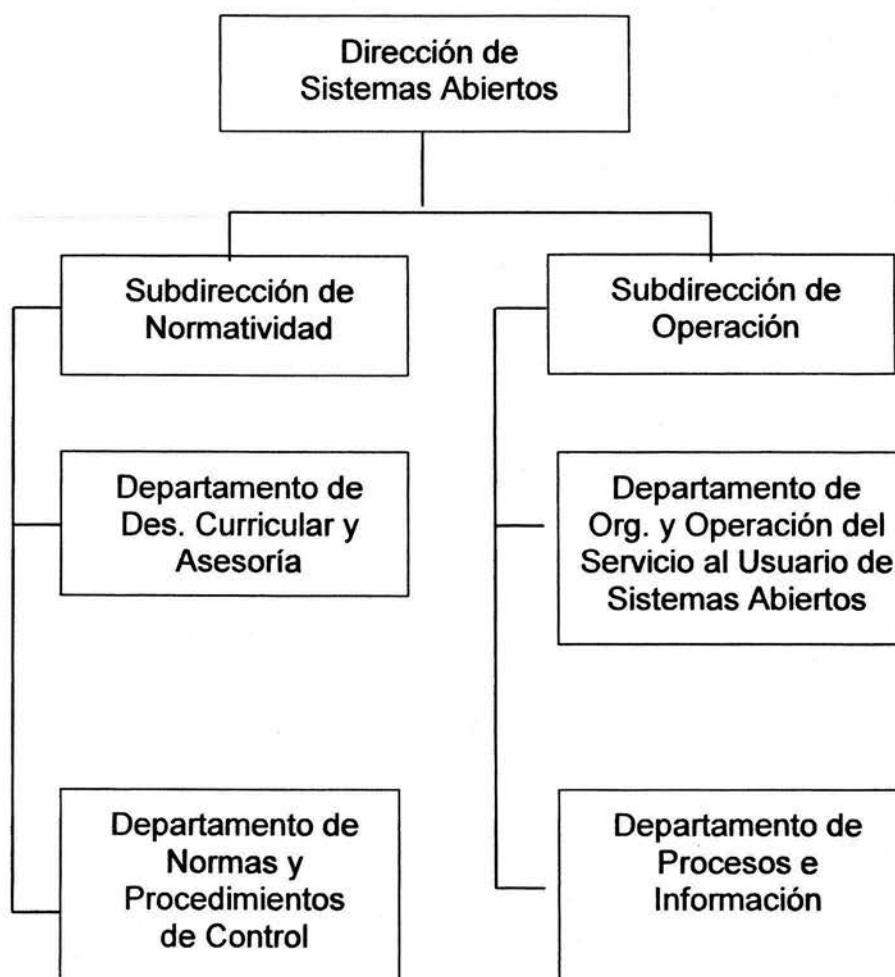 Dirección de
Sistemas Abiertos
Subdirección de
Normatividad
Subdirección de
Operación
Departamento de
Des. Curricular y
Asesoría
Departamento de
Org. y Operación del
Servicio al Usuario de
Sistemas Abiertos
Departamento de
Normas y
Procedimientos
de Control
Departamento de
Procesos e
Información